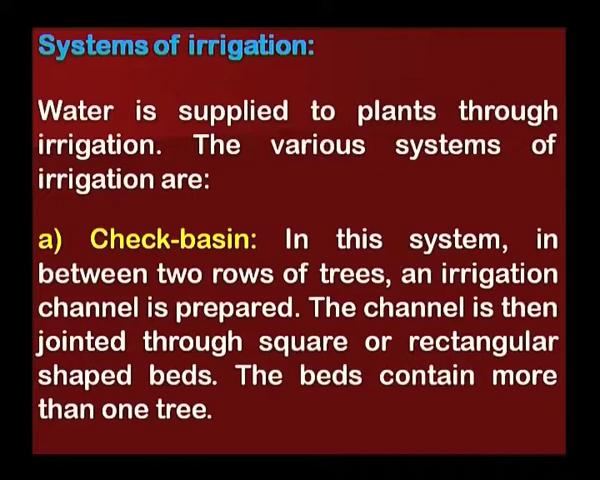 Systems of irrigation:
Water is supplied to plants through
irrigation. The various systems of
irrigation are:
a) Check-basin: In this system, in
between two rows of trees, an irrigation
channel is prepared. The channel is then
jointed through square or rectangular
shaped beds. The beds contain more
than one tree.